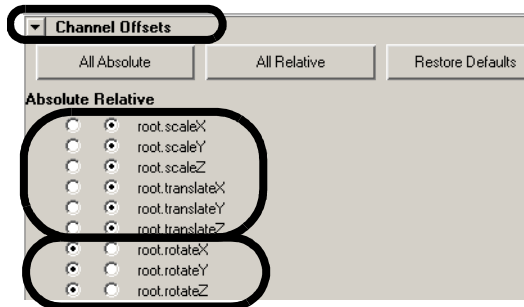 Channel Offsets
All Absolute All Relative Restore Defaults
Absolute Relative
root.scaleX
root.scaleY
root.scaleZ
root.translateX
root.translateY
root.translateZ
root.rotateX
root.rotateY
root.rotateZ